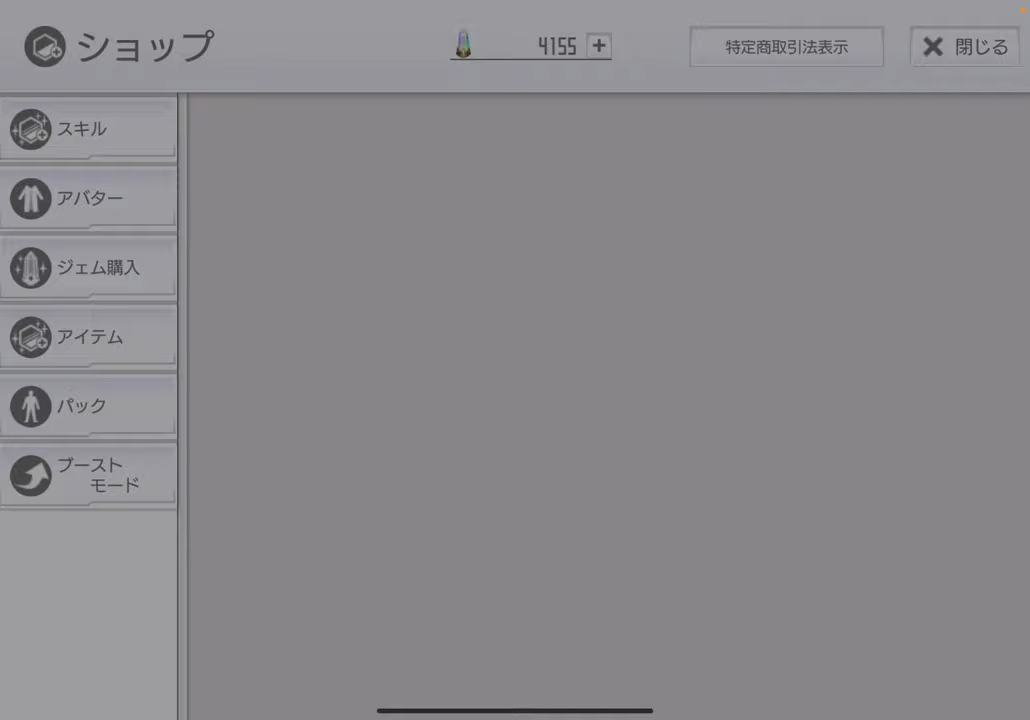 ショップ
4155
特定商取引法表示
閉じる
スキル
アバター
ジェム購入
アイテム
パック
ブースト
モード